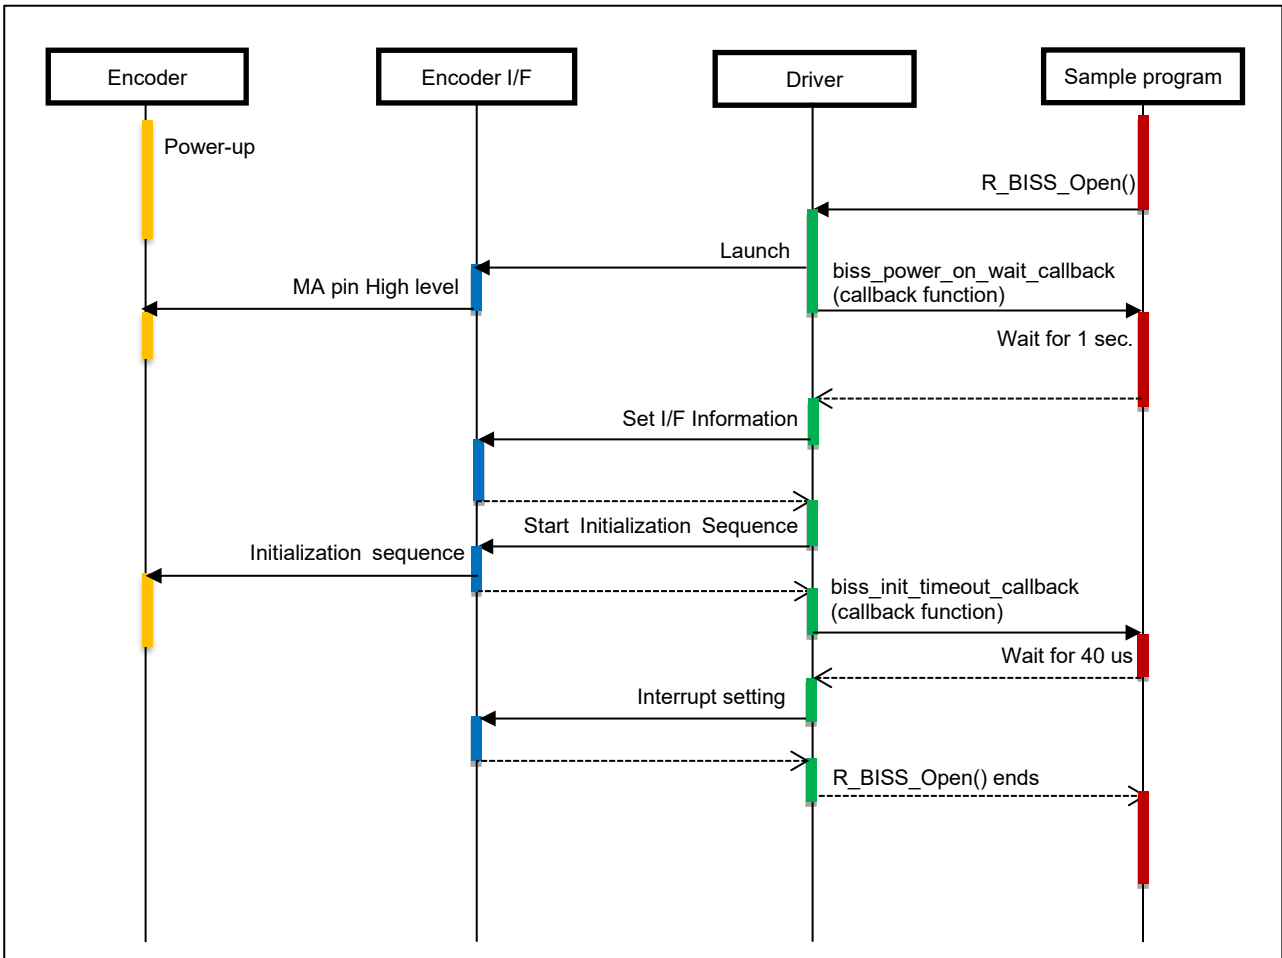 Encoder
Encoder I/F
Driver
Sample program
Power-up
R_BISS_Open()
Launch
biss_power_on_wait_callback
(callback function)
MA pin High level
Wait for 1 sec.
Set I/F Information
Start Initialization Sequence
Initialization sequence
biss_init_timeout_callback
(callback function)
Wait for 40 us
Interrupt setting
R_BISS_Open() ends